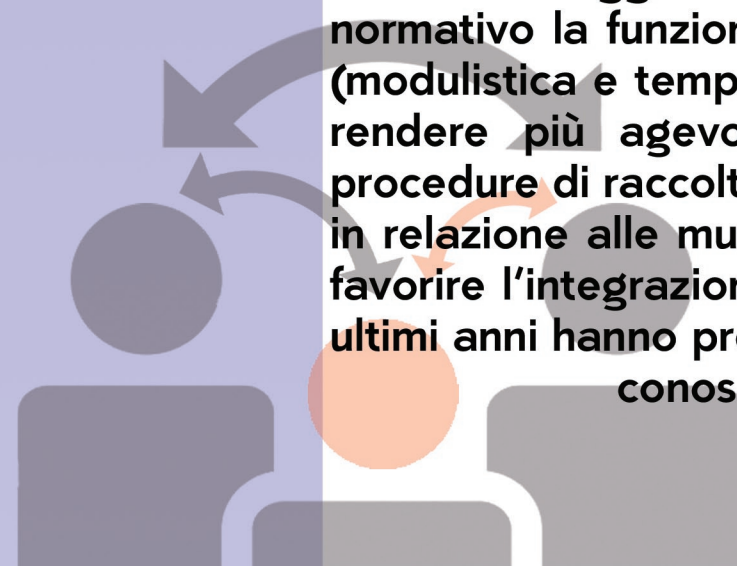 normativo la funzion
(modulistica e temp
rendere più agevo
procedure di raccolt
in relazione alle mu
favorire l'integrazion
ultimi anni hanno pr
conos